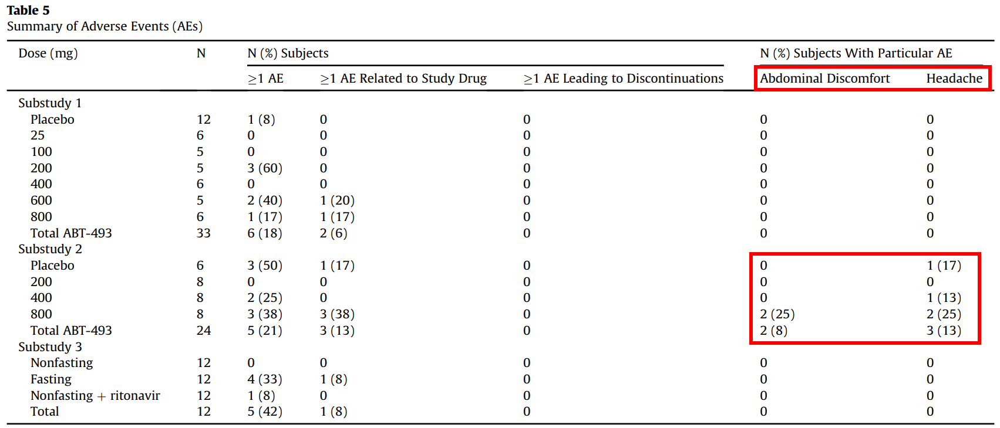 Table 5
Summary of Adverse Events (AEs)
Dose (mg) N N (%) Subjects N (%) Subjects With Particular AE
≥1 AE ≥1 AE Related to Study Drug ≥1 AE Leading to Discontinuations Abdominal Discomfort Headache
Substudy 1
Placebo 12 1 (8) 0 0 0 0
25 6 0 0 0 0 0
100 5 0 0 0 0 0
200 5 3 (60) 0 0 0 0
400 6 0 0 0 0 0
600 5 2 (40) 1 (20) 0 0 0
800 6 1 (17) 1 (17) 0 0 0
Total ABT-493 33 6 (18) 2 (6) 0 0 0
Substudy 2
Placebo 6 3 (50) 1 (17) 0 0 1 (17)
200 8 0 0 0 0 0
400 8 2 (25) 0 0 0 1 (13)
800 8 3 (38) 3 (38) 0 2 (25) 2 (25)
Total ABT-493 24 5 (21) 3 (13) 0 2 (8) 3 (13)
Substudy 3
Nonfasting 12 0 0 0 0 0
Fasting 12 4 (33) 1 (8) 0 0 0
Nonfasting + ritonavir 12 1 (8) 0 0 0 0
Total 12 5 (42) 1 (8) 0 0 0